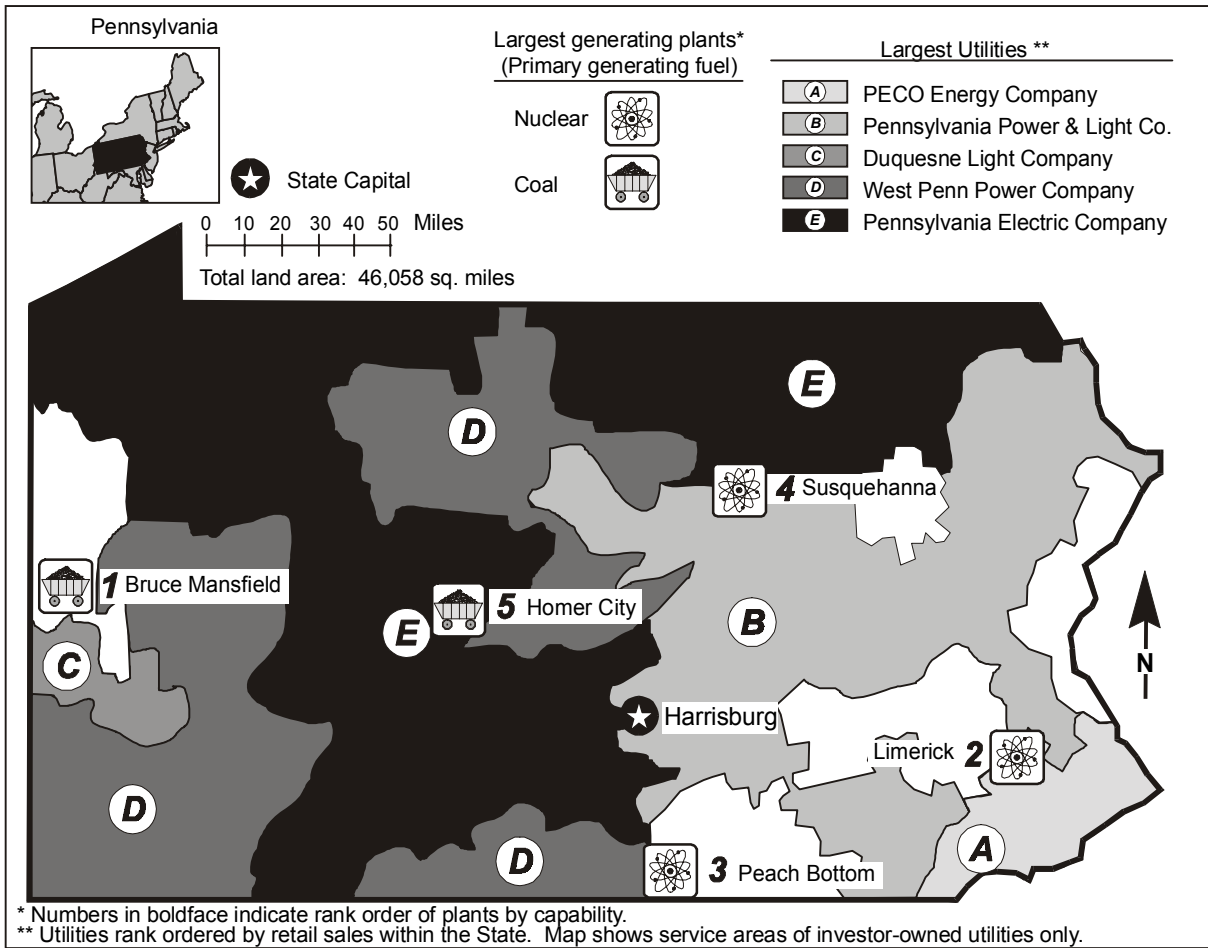 Pennsylvania
State Capital
0 10 20 30 40 50 Miles
Total land area: 46,058 sq. miles
Largest generating plants*
(Primary generating fuel)
Nuclear
Coal
Largest Utilities **
A PECO Energy Company
B Pennsylvania Power & Light Co.
C Duquesne Light Company
D West Penn Power Company
E Pennsylvania Electric Company
E
D
4 Susquehanna
1 Bruce Mansfield
5 Homer City
E
B
C
N
Harrisburg
Limerick 2
D
D
A
3 Peach Bottom
* Numbers in boldface indicate rank order of plants by capability.
** Utilities rank ordered by retail sales within the State. Map shows service areas of investor-owned utilities only.